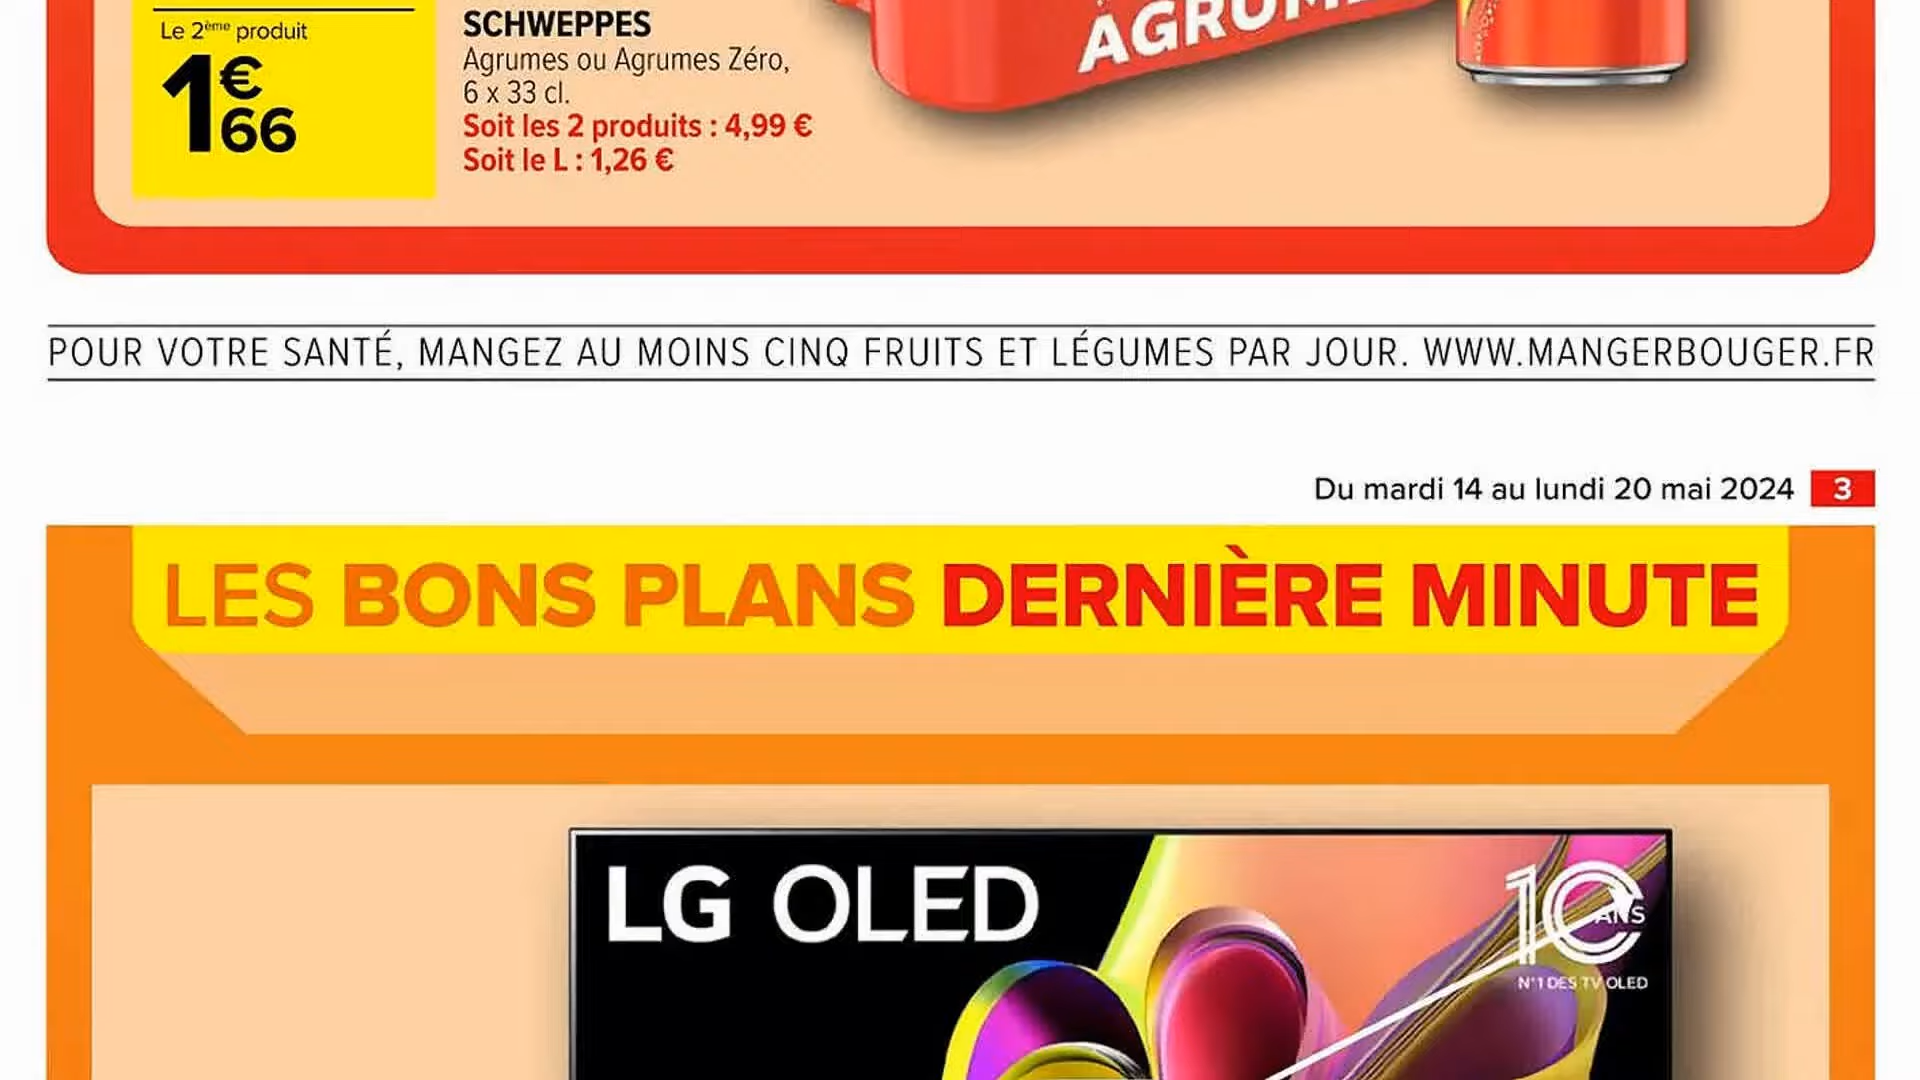 Le 2ème produit
1€66
SCHWEPPES
Agrumes ou Agrumes Zéro,
6 x 33 cl.
Soit les 2 produits : 4,99 €
Soit le L : 1,26 €
POUR VOTRE SANTÉ, MANGEZ AU MOINS CINQ FRUITS ET LÉGUMES PAR JOUR. WWW.MANGERBOUGER.FR
Du mardi 14 au lundi 20 mai 2024 3
LES BONS PLANS DERNIÈRE MINUTE
LG OLED
10 ANS
N°1 DES TV OLED